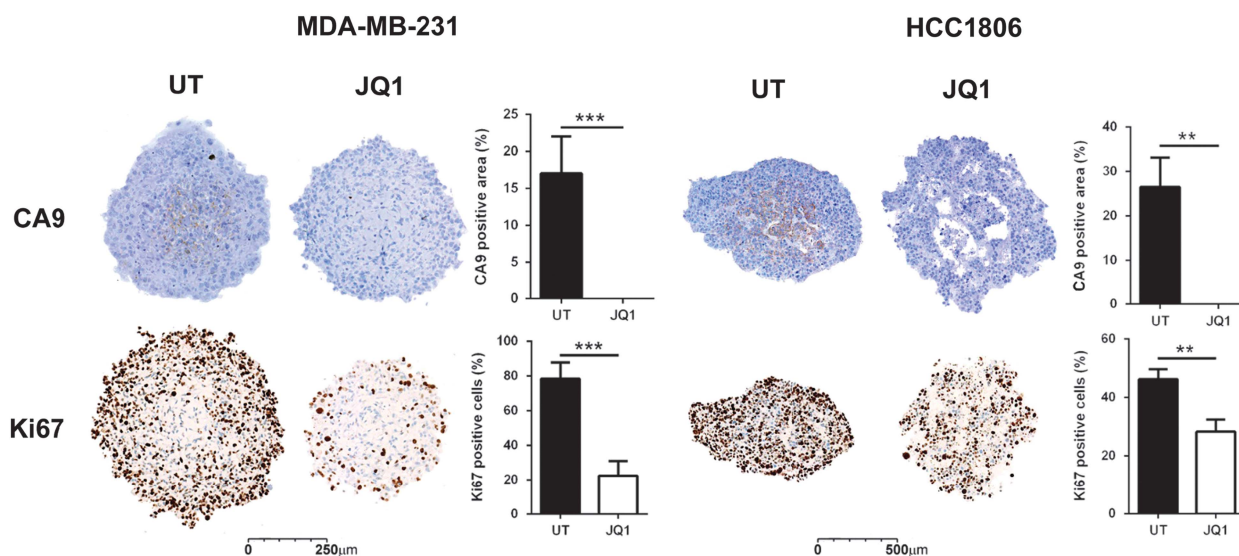 MDA-MB-231
HCC1806
UT
JQ1
UT
JQ1
CA9
CA9 positive area (%)
25
20
15
10
5
0
***
UT
JQ1
CA9 positive area (%)
40
30
20
10
0
**
UT
JQ1
Ki67
Ki67 positive cells (%)
100
80
60
40
20
0
***
UT
JQ1
Ki67 positive cells (%)
60
40
20
0
**
UT
JQ1
0 250µm
0 500µm